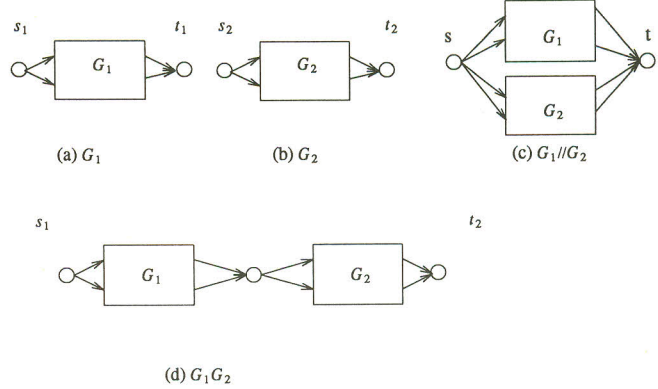 s₁ t₁ s₂ t₂ s t
G₁ G₂ G₁
G₂
(a) G₁ (b) G₂ (c) G₁//G₂
s₁ t₂
G₁ G₂
(d) G₁G₂